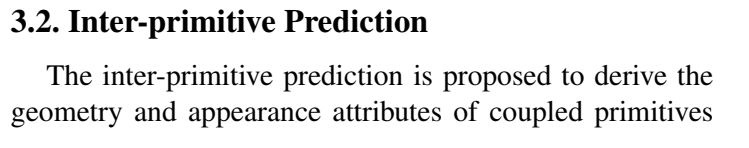 3.2. Inter-primitive Prediction
The inter-primitive prediction is proposed to derive the
geometry and appearance attributes of coupled primitives